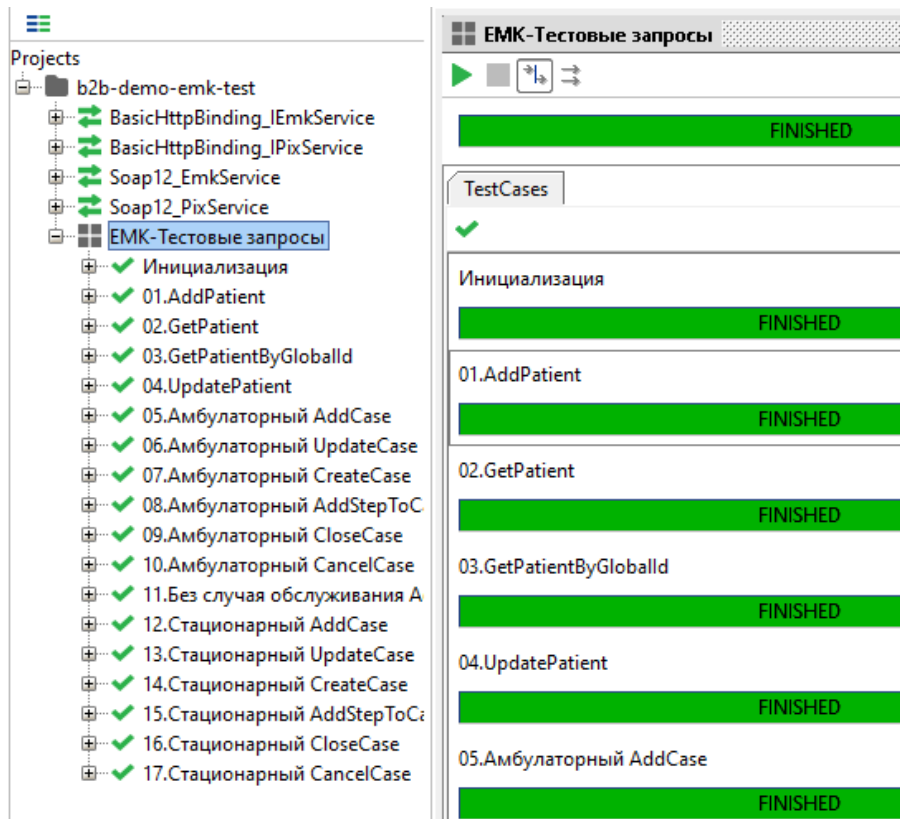 Projects
b2b-demo-emk-test
BasicHttpBinding_IEmkService
BasicHttpBinding_IPixService
Soap12_EmkService
Soap12_PixService
ЕМК-Тестовые запросы
Инициализация
01.AddPatient
02.GetPatient
03.GetPatientByGlobalId
04.UpdatePatient
05.Амбулаторный AddCase
06.Амбулаторный UpdateCase
07.Амбулаторный CreateCase
08.Амбулаторный AddStepToC
09.Амбулаторный CloseCase
10.Амбулаторный CancelCase
11.Без случая обслуживания A
12.Стационарный AddCase
13.Стационарный UpdateCase
14.Стационарный CreateCase
15.Стационарный AddStepToCa
16.Стационарный CloseCase
17.Стационарный CancelCase
ЕМК-Тестовые запросы
FINISHED
TestCases
Инициализация
FINISHED
01.AddPatient
FINISHED
02.GetPatient
FINISHED
03.GetPatientByGlobalId
FINISHED
04.UpdatePatient
FINISHED
05.Амбулаторный AddCase
FINISHED